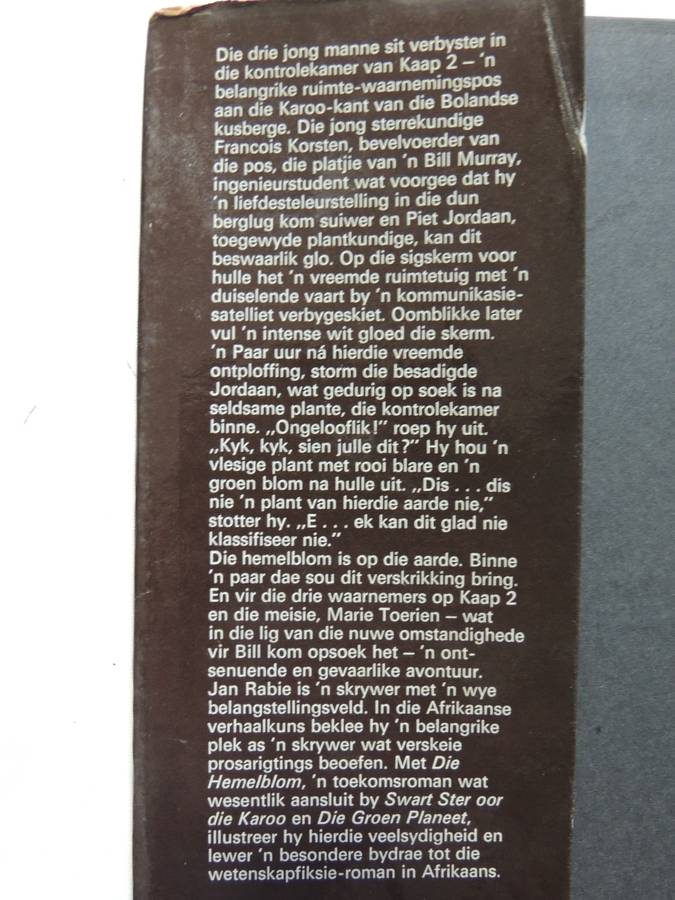 Die drie jong manne sit verbyster in
die kontrolekamer van Kaap 2 – 'n
belangrike ruimte-waarnemingspos
aan die Karoo-kant van die Bolandse
kusberge. Die jong sterrekundige
Francois Korsten, bevelvoerder van
die pos, die platjie van 'n Bill Murray,
ingenieurstudent wat voorgee dat hy
'n liefdesteleurstelling in die dun
berglug kom suiwer en Piet Jordaan,
toegewyde plantkundige, kan dit
beswaarlik glo. Op die sigskerm voor
hulle het 'n vreemde ruimtetuig met 'n
duiselende vaart by 'n kommunikasie-
satelliet verbygeskiet. Oomblikke later
vul 'n intense wit gloed die skerm.
'n Paar uur ná hierdie vreemde
ontploffing, storm die besadigde
Jordaan, wat gedurig op soek is na
seldsame plante, die kontrolekamer
binne. „Ongelooflik!” roep hy uit.
„Kyk, kyk, sien julle dit?” Hy hou 'n
vlesige plant met rooi blare en 'n
groen blom na hulle uit. „Dis . . . dis
nie 'n plant van hierdie aarde nie,”
stotter hy. „E . . . ek kan dit glad nie
klassifiseer nie.”
Die hemelblom is op die aarde. Binne
'n paar dae sou dit verskrikking bring.
En vir die drie waarnemers op Kaap 2
en die meisie, Marie Toerien – wat
in die lig van die nuwe omstandighede
vir Bill kom opsoek het – 'n ont-
senuende en gevaarlike avontuur.
Jan Rabie is 'n skrywer met 'n wye
belangstellingsveld. In die Afrikaanse
verhaalkuns beklee hy 'n belangrike
plek as 'n skrywer wat verskeie
prosarigtings beoefen. Met Die
Hemelblom, 'n toekomsroman wat
wesentlik aansluit by Swart Ster oor
die Karoo en Die Groen Planeet,
illustreer hy hierdie veelsydigheid en
lewer 'n besondere bydrae tot die
wetenskapfiksie-roman in Afrikaans.